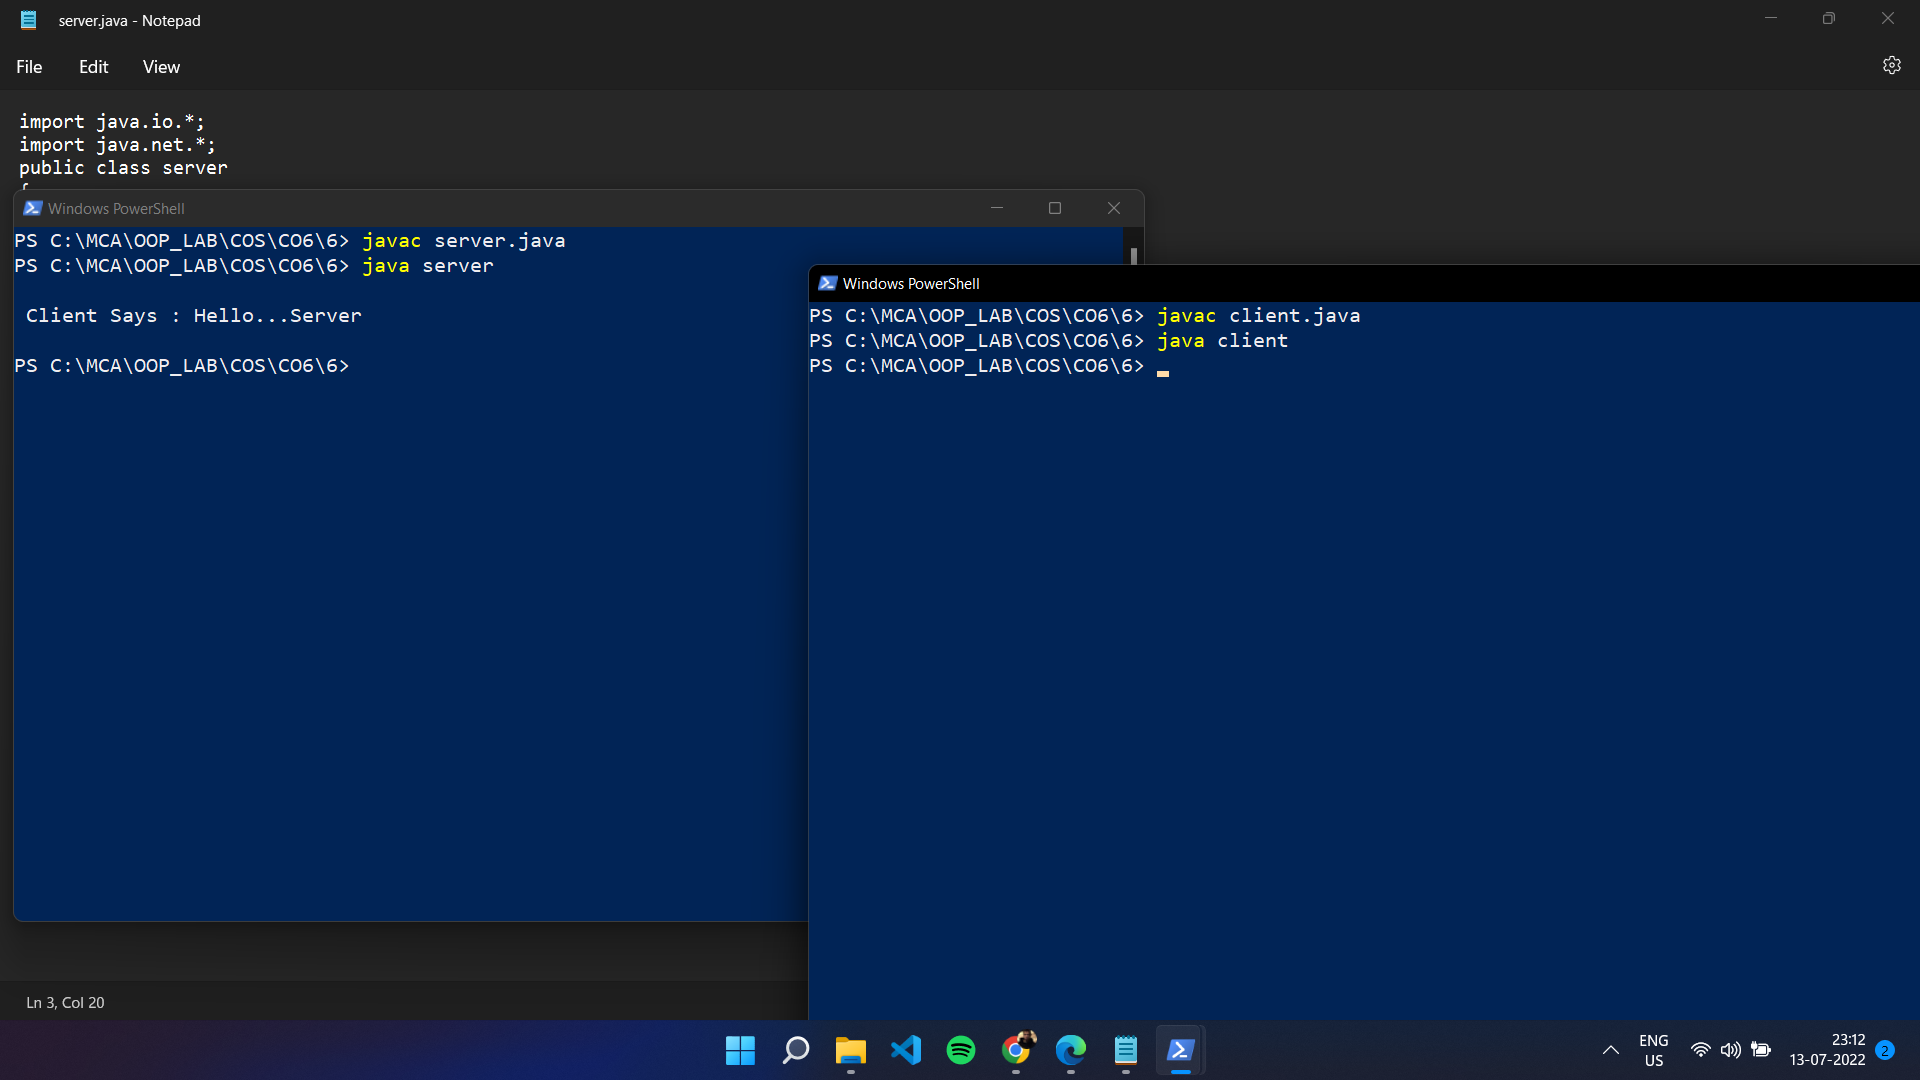 server.java - Notepad
File Edit View
import java.io.*;
import java.net.*;
public class server
{
Windows PowerShell
PS C:\MCA\OOP_LAB\COS\CO6\6> javac server.java
PS C:\MCA\OOP_LAB\COS\CO6\6> java server
Client Says : Hello...Server
PS C:\MCA\OOP_LAB\COS\CO6\6>
Windows PowerShell
PS C:\MCA\OOP_LAB\COS\CO6\6> javac client.java
PS C:\MCA\OOP_LAB\COS\CO6\6> java client
PS C:\MCA\OOP_LAB\COS\CO6\6>
Ln 3, Col 20
ENG
US
23:12
13-07-2022
2